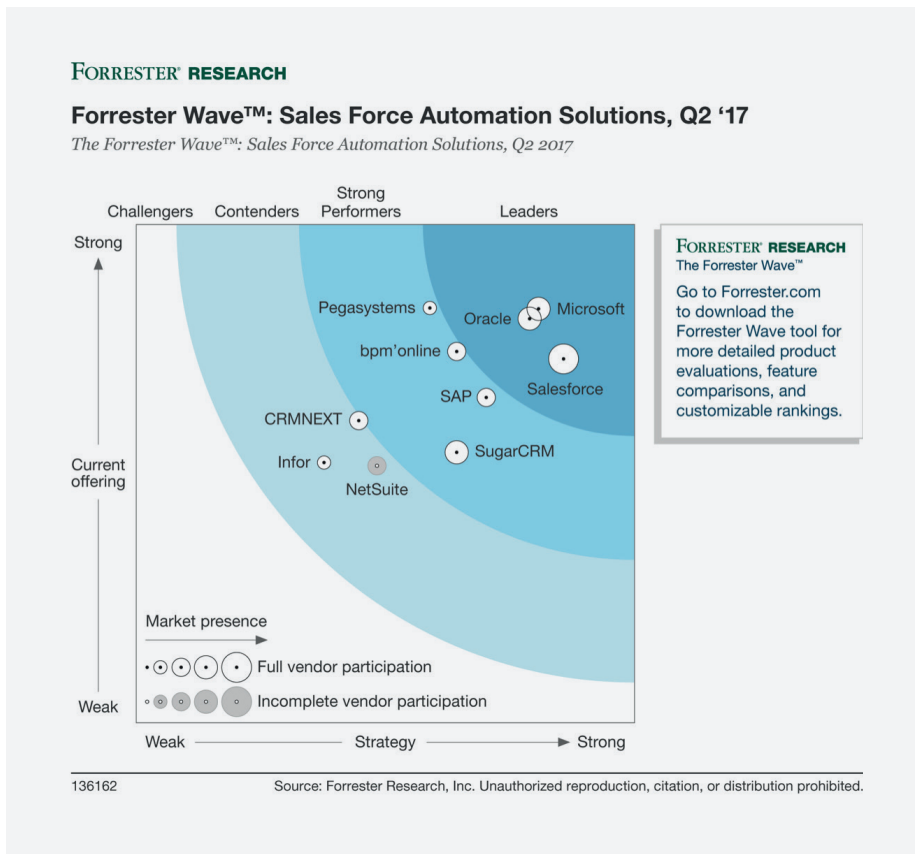 FORRESTER® RESEARCH
Forrester Wave™: Sales Force Automation Solutions, Q2 ‘17
The Forrester Wave™: Sales Force Automation Solutions, Q2 2017
Strong
Challengers Contenders Performers Leaders
Strong
FORRESTER® RESEARCH
The Forrester Wave™
Go to Forrester.com
to download the
Forrester Wave tool for
more detailed product
evaluations, feature
comparisons, and
customizable rankings.
Pegasystems
Microsoft
Oracle
bpm’online
Salesforce
SAP
CRMNEXT
SugarCRM
Infor
NetSuite
Current
offering
Market presence
Full vendor participation
Incomplete vendor participation
Weak
Weak Strategy Strong
136162 Source: Forrester Research, Inc. Unauthorized reproduction, citation, or distribution prohibited.